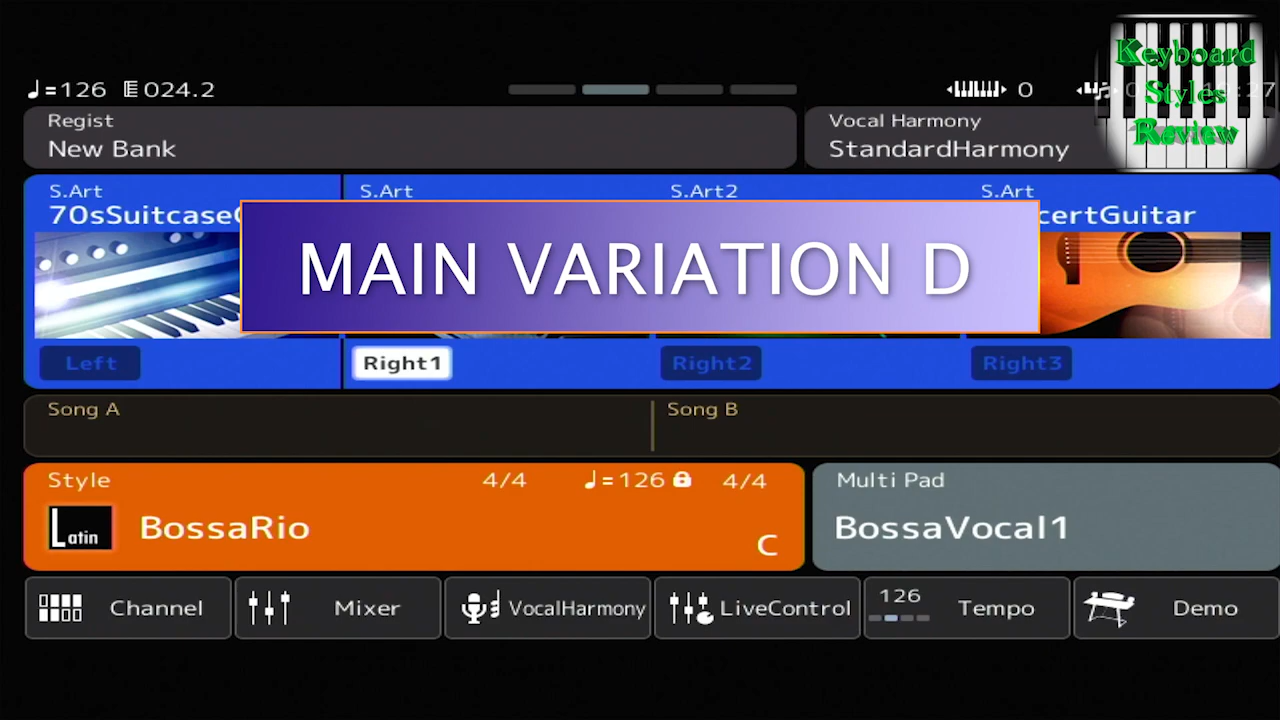 Keyboard
Styles
Review
♩=126 024.2
0
Regist
New Bank
Vocal Harmony
StandardHarmony
S.Art
S.Art
S.Art2
S.Art
MAIN VARIATION D
Left
Right1
Right2
Right3
Song A
Song B
Style
4/4
♩=126
4/4
Latin
BossaRio
C
Multi Pad
BossaVocal1
Channel
Mixer
VocalHarmony
LiveControl
126
Tempo
Demo